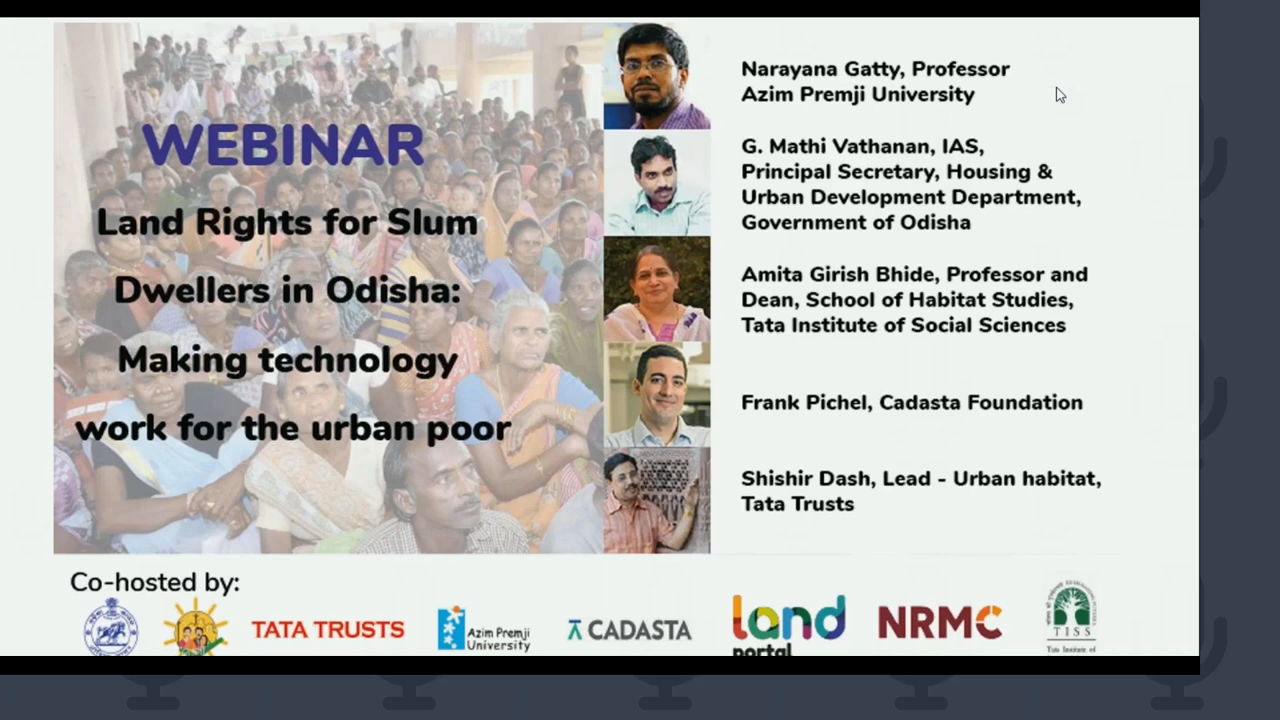 WEBINAR
Land Rights for Slum
Dwellers in Odisha:
Making technology
work for the urban poor
Narayana Gatty, Professor
Azim Premji University
G. Mathi Vathanan, IAS,
Principal Secretary, Housing &
Urban Development Department,
Government of Odisha
Amita Girish Bhide, Professor and
Dean, School of Habitat Studies,
Tata Institute of Social Sciences
Frank Pichel, Cadasta Foundation
Shishir Dash, Lead - Urban habitat,
Tata Trusts
Co-hosted by:
TATA TRUSTS
Azim Premji
University
CADASTA
land
portal
NRMC
TISS
Tata Institute of